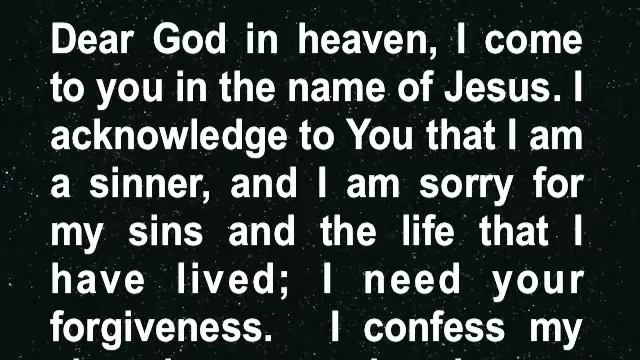 Dear God in heaven, I come
to you in the name of Jesus. I
acknowledge to You that I am
a sinner, and I am sorry for
my sins and the life that I
have lived; I need your
forgiveness. I confess my